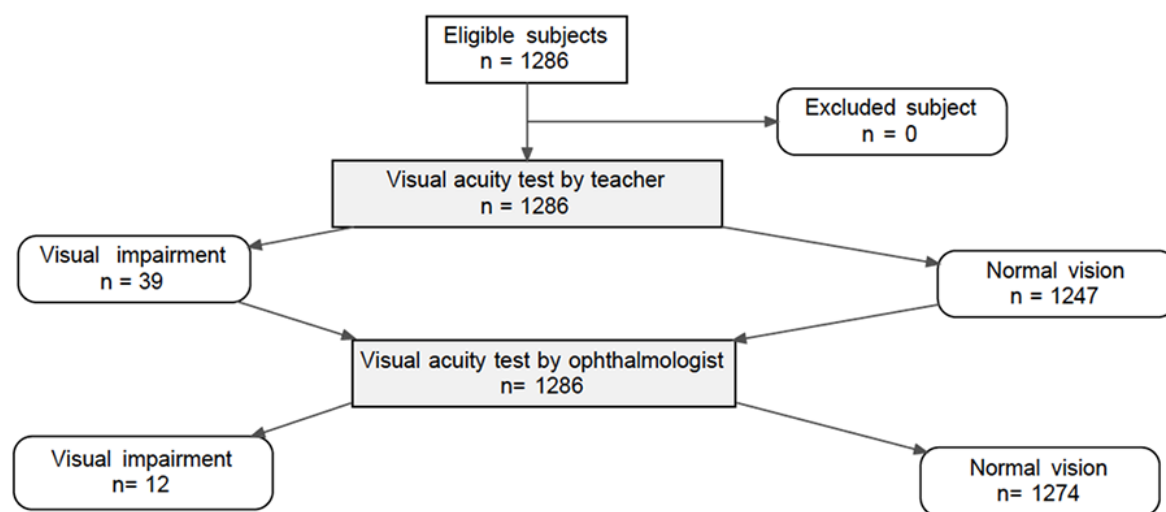 Eligible subjects
n = 1286
Excluded subject
n = 0
Visual acuity test by teacher
n = 1286
Visual impairment
n = 39
Normal vision
n = 1247
Visual acuity test by ophthalmologist
n= 1286
Visual impairment
n= 12
Normal vision
n= 1274